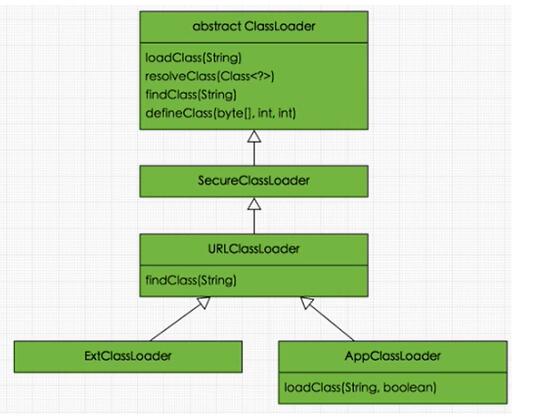 abstract ClassLoader
loadClass(String)
resolveClass(Class<?>)
findClass(String)
defineClass(byte[], int, int)
SecureClassLoader
URLClassLoader
findClass(String)
ExtClassLoader
AppClassLoader
loadClass(String, boolean)